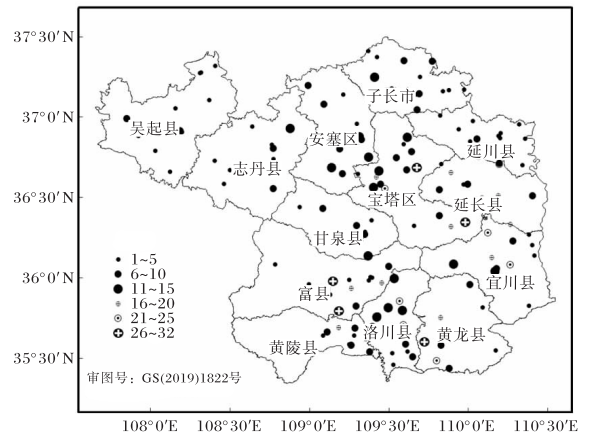 37°30′N
37°0′N
36°30′N
36°0′N
35°30′N
子长市
吴起县
安塞区
延川县
志丹县
宝塔区
延长县
甘泉县
宜川县
富县
洛川县
黄龙县
黄陵县
1~5
6~10
11~15
16~20
21~25
26~32
审图号：GS(2019)1822号
108°0′E
108°30′E
109°0′E
109°30′E
110°0′E
110°30′E